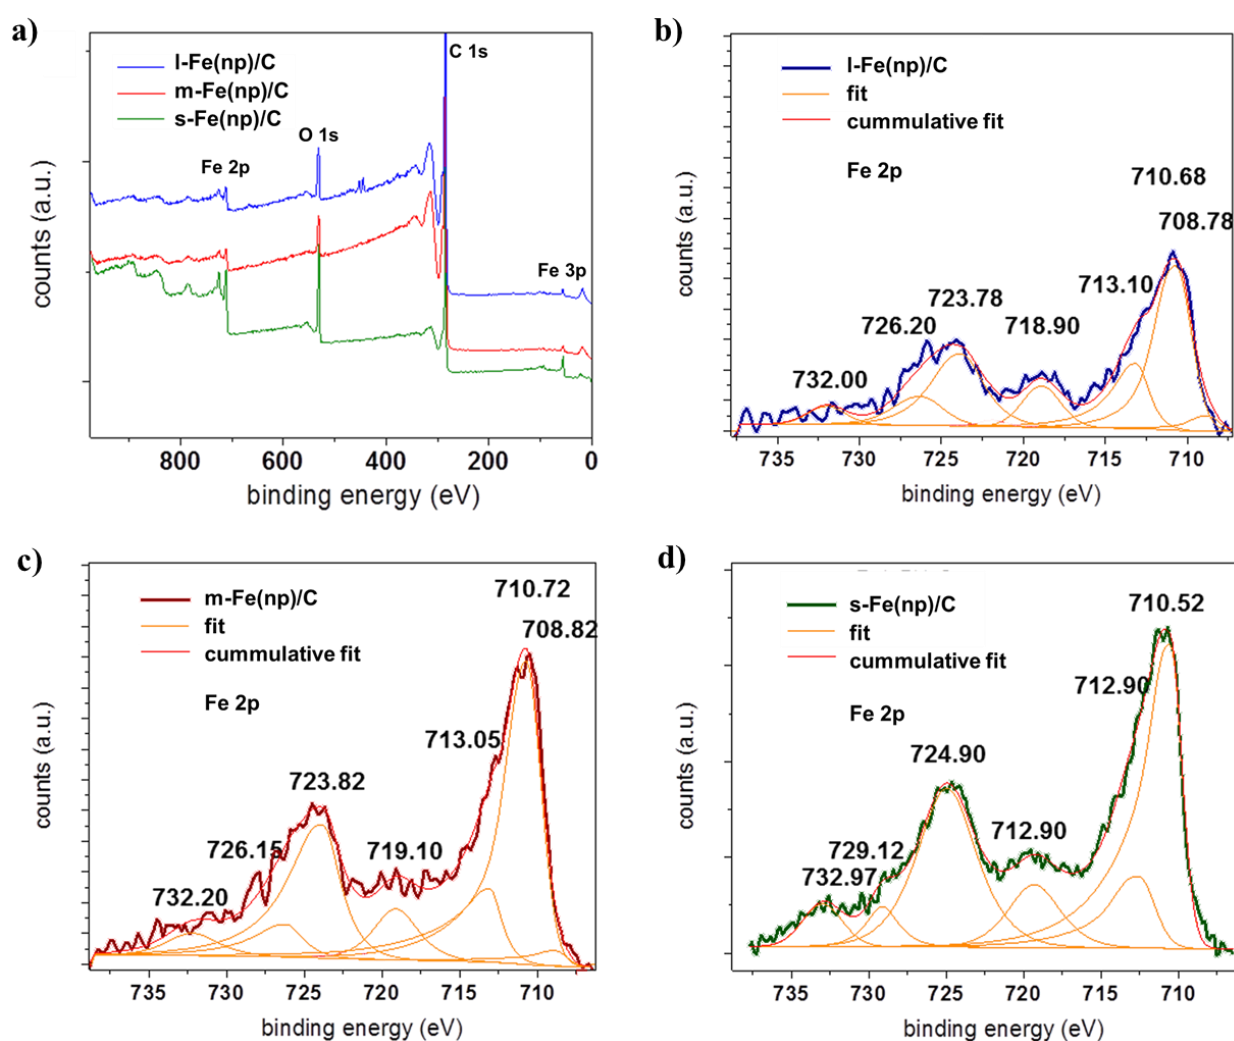 a)
l-Fe(np)/C
m-Fe(np)/C
s-Fe(np)/C
C 1s
O 1s
Fe 2p
Fe 3p
counts (a.u.)
800 600 400 200 0
binding energy (eV)
b)
l-Fe(np)/C
fit
cummulative fit
Fe 2p
710.68
708.78
713.10
723.78
726.20
718.90
732.00
counts (a.u.)
735 730 725 720 715 710
binding energy (eV)
c)
m-Fe(np)/C
fit
cummulative fit
Fe 2p
710.72
708.82
713.05
723.82
726.15
719.10
732.20
counts (a.u.)
735 730 725 720 715 710
binding energy (eV)
d)
s-Fe(np)/C
fit
cummulative fit
Fe 2p
710.52
712.90
724.90
712.90
729.12
732.97
counts (a.u.)
735 730 725 720 715 710
binding energy (eV)